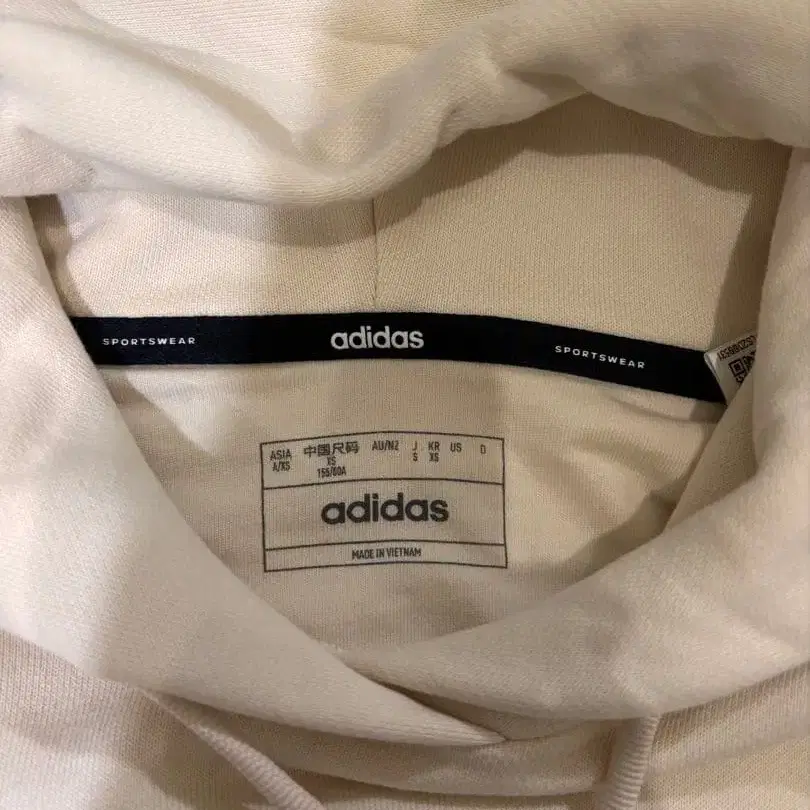 SPORTSWEAR adidas SPORTSWEAR
ASIA 中国尺码 AU/NZ J KR US D
A/XS XS S XS
155/80A
adidas
MADE IN VIETNAM